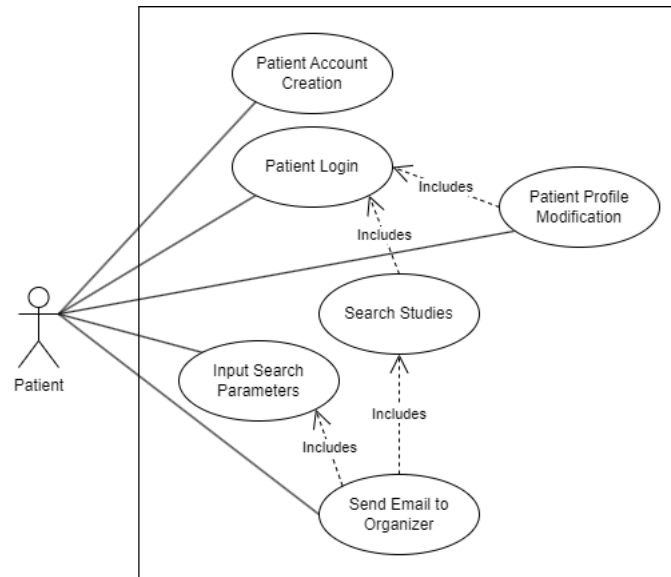 Patient Account
Creation
Patient Login
Includes
Patient Profile
Modification
Includes
Search Studies
Patient
Input Search
Parameters
Includes
Includes
Send Email to
Organizer